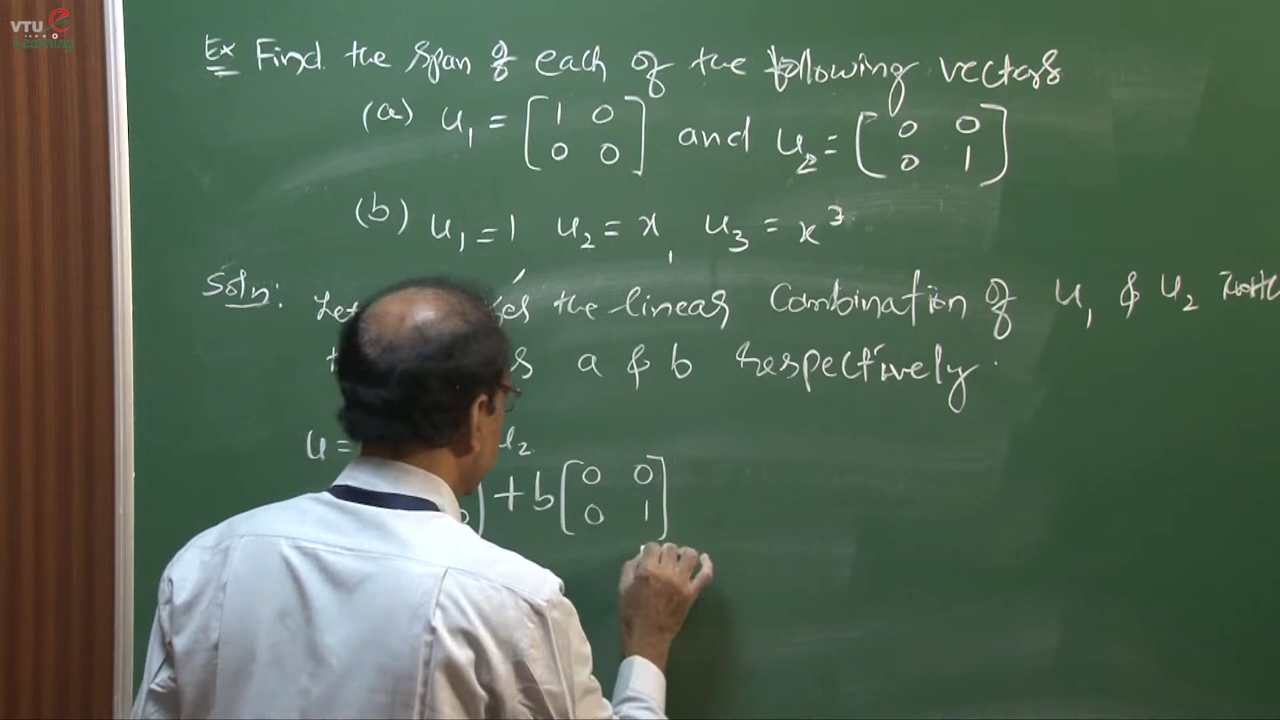 VTU e
Learning
Ex Find the span of each of the following vectors
(a) u₁ = [1 0 0 0] and u₂ = [0 0 0 1]
(b) u₁ = 1 u₂ = x, u₃ = x³
Soln: Let the linear Combination of u₁ & u₂
a & b respectively.
u =
+ b [0 0 0 1]